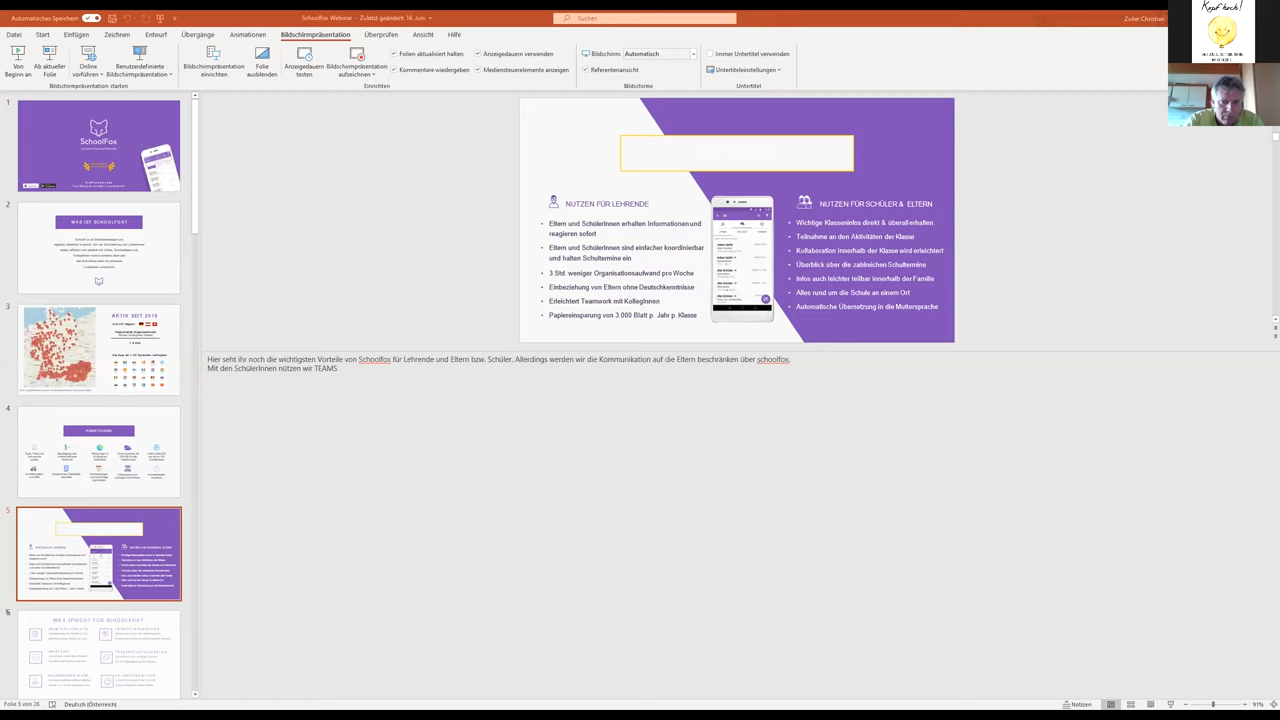 Automatisches Speichern
SchoolFox Webinar - Zuletzt geändert: 16. Juni
Suchen
Zoller Christian
Kopf hoch!
Datei Start Einfügen Zeichnen Entwurf Übergänge Animationen Bildschirmpräsentation Überprüfen Ansicht Hilfe
Von Beginn an
Ab aktueller Folie
Online vorführen
Benutzerdefinierte Bildschirmpräsentation
Bildschirmpräsentation starten
Bildschirmpräsentation einrichten
Folie ausblenden
Anzeigedauern testen
Bildschirmpräsentation aufzeichnen
Folien aktualisiert halten
Kommentare wiedergeben
Anzeigedauern verwenden
Mediensteuerelemente anzeigen
Einrichten
Bildschirm: Automatisch
Referentenansicht
Bildschirme
Immer Untertitel verwenden
Untertiteleinstellungen
Untertitel
1
SchoolFox
2
WAS IST SCHOOLFOX?
3
AKTIV SEIT 2016
4
FUNKTIONEN
5
6
WAS SPRICHT FÜR SCHOOLFOX?
NUTZEN FÜR LEHRENDE
• Eltern und SchülerInnen erhalten Informationen und
reagieren sofort
• Eltern und SchülerInnen sind einfacher koordinierbar
und halten Schultermine ein
• 3 Std. weniger Organisationsaufwand pro Woche
• Einbeziehung von Eltern ohne Deutschkenntnisse
• Erleichtert Teamwork mit KollegInnen
• Papiereinsparung von 3.000 Blatt p. Jahr p. Klasse
NUTZEN FÜR SCHÜLER & ELTERN
• Wichtige Klasseninfos direkt & überall erhalten.
• Teilnahme an den Aktivitäten der Klasse
• Kommunikation innerhalb der Klasse wird erleichtert
• Überblick über die zahlreichen Schultermine
• Infos auch leichter teilbar innerhalb der Familie
• Alles rund um die Schule an einem Ort
• Automatische Übersetzung in die Muttersprache
Hier seht ihr noch die wichtigsten Vorteile von Schoolfox für Lehrende und Eltern bzw. Schüler. Allerdings werden wir die Kommunikation auf die Eltern beschränken über schoolfox.
Mit den SchülerInnen nützen wir TEAMS
Folie 5 von 26
Deutsch (Österreich)
Notizen
91%